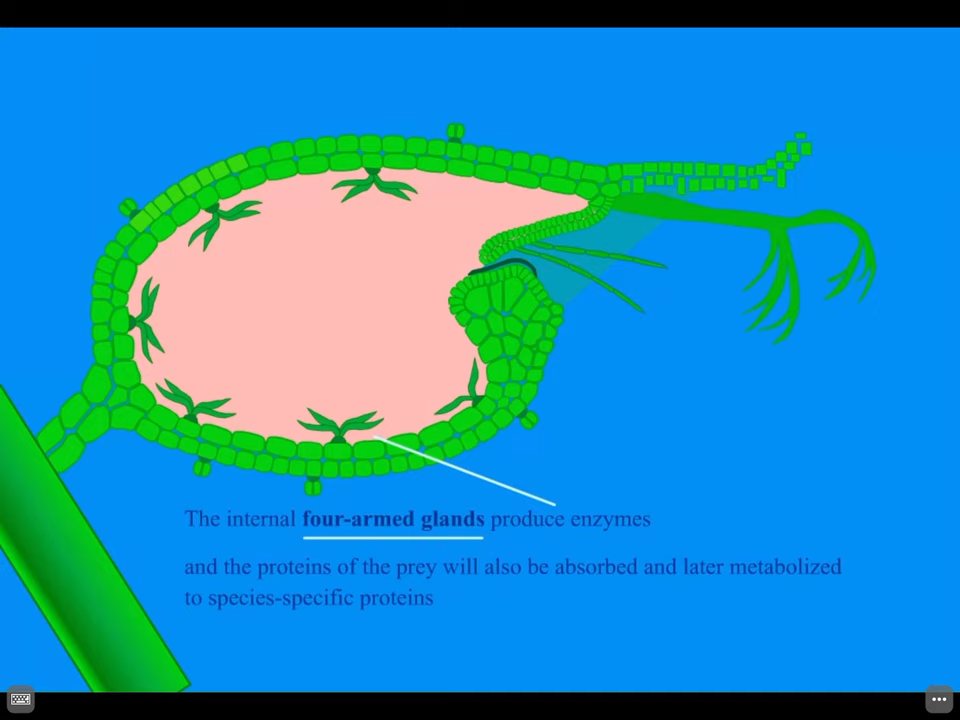 The internal four-armed glands produce enzymes
and the proteins of the prey will also be absorbed and later metabolized
to species-specific proteins